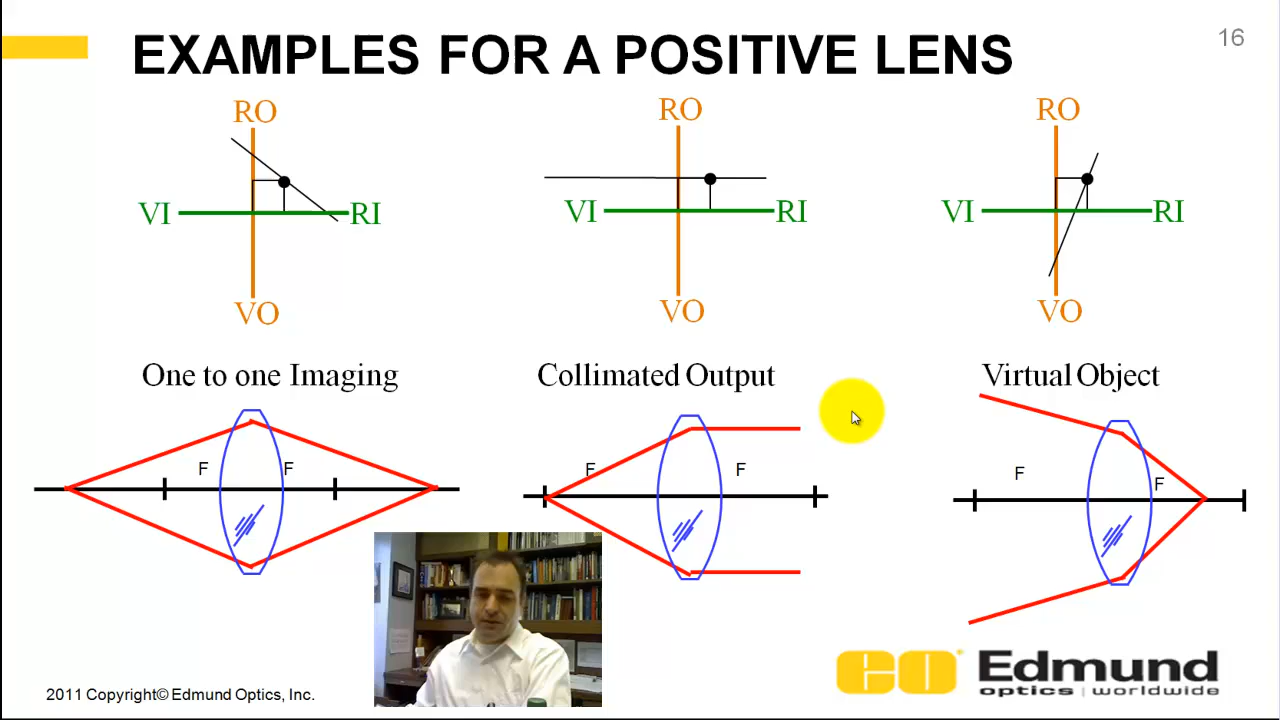 EXAMPLES FOR A POSITIVE LENS
16
RO
RO
RO
VI
RI
VI
RI
VI
RI
VO
VO
VO
One to one Imaging
Collimated Output
Virtual Object
F
F
F
F
F
F
2011 Copyright© Edmund Optics, Inc.
EO
Edmund
optics | worldwide